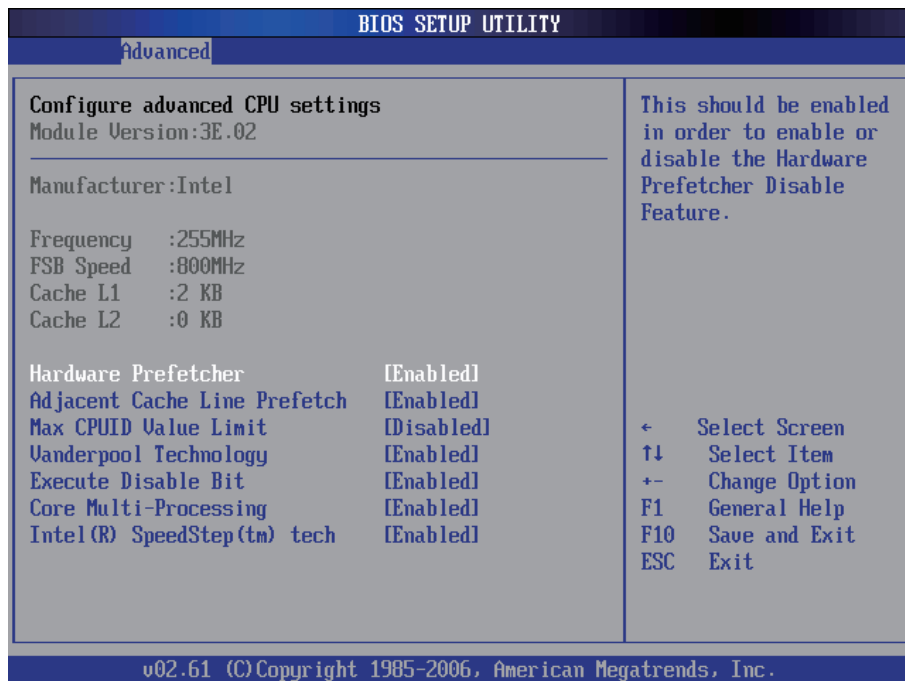 BIOS SETUP UTILITY
Advanced
Configure advanced CPU settings
Module Version:3E.02
Manufacturer:Intel
Frequency :255MHz
FSB Speed :800MHz
Cache L1 :2 KB
Cache L2 :0 KB
Hardware Prefetcher [Enabled]
Adjacent Cache Line Prefetch [Enabled]
Max CPUID Value Limit [Disabled]
Vanderpool Technology [Enabled]
Execute Disable Bit [Enabled]
Core Multi-Processing [Enabled]
Intel(R) SpeedStep(tm) tech [Enabled]
This should be enabled
in order to enable or
disable the Hardware
Prefetcher Disable
Feature.
← Select Screen
↑↓ Select Item
+- Change Option
F1 General Help
F10 Save and Exit
ESC Exit
v02.61 (C)Copyright 1985-2006, American Megatrends, Inc.